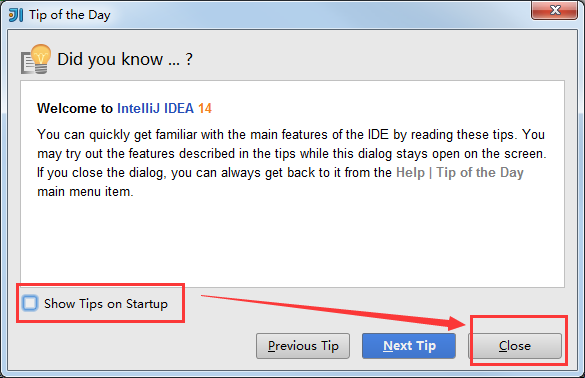 Tip of the Day
Did you know ... ?
Welcome to IntelliJ IDEA 14
You can quickly get familiar with the main features of the IDE by reading these tips. You
may try out the features described in the tips while this dialog stays open on the screen.
If you close the dialog, you can always get back to it from the Help | Tip of the Day
main menu item.
Show Tips on Startup
Previous Tip
Next Tip
Close